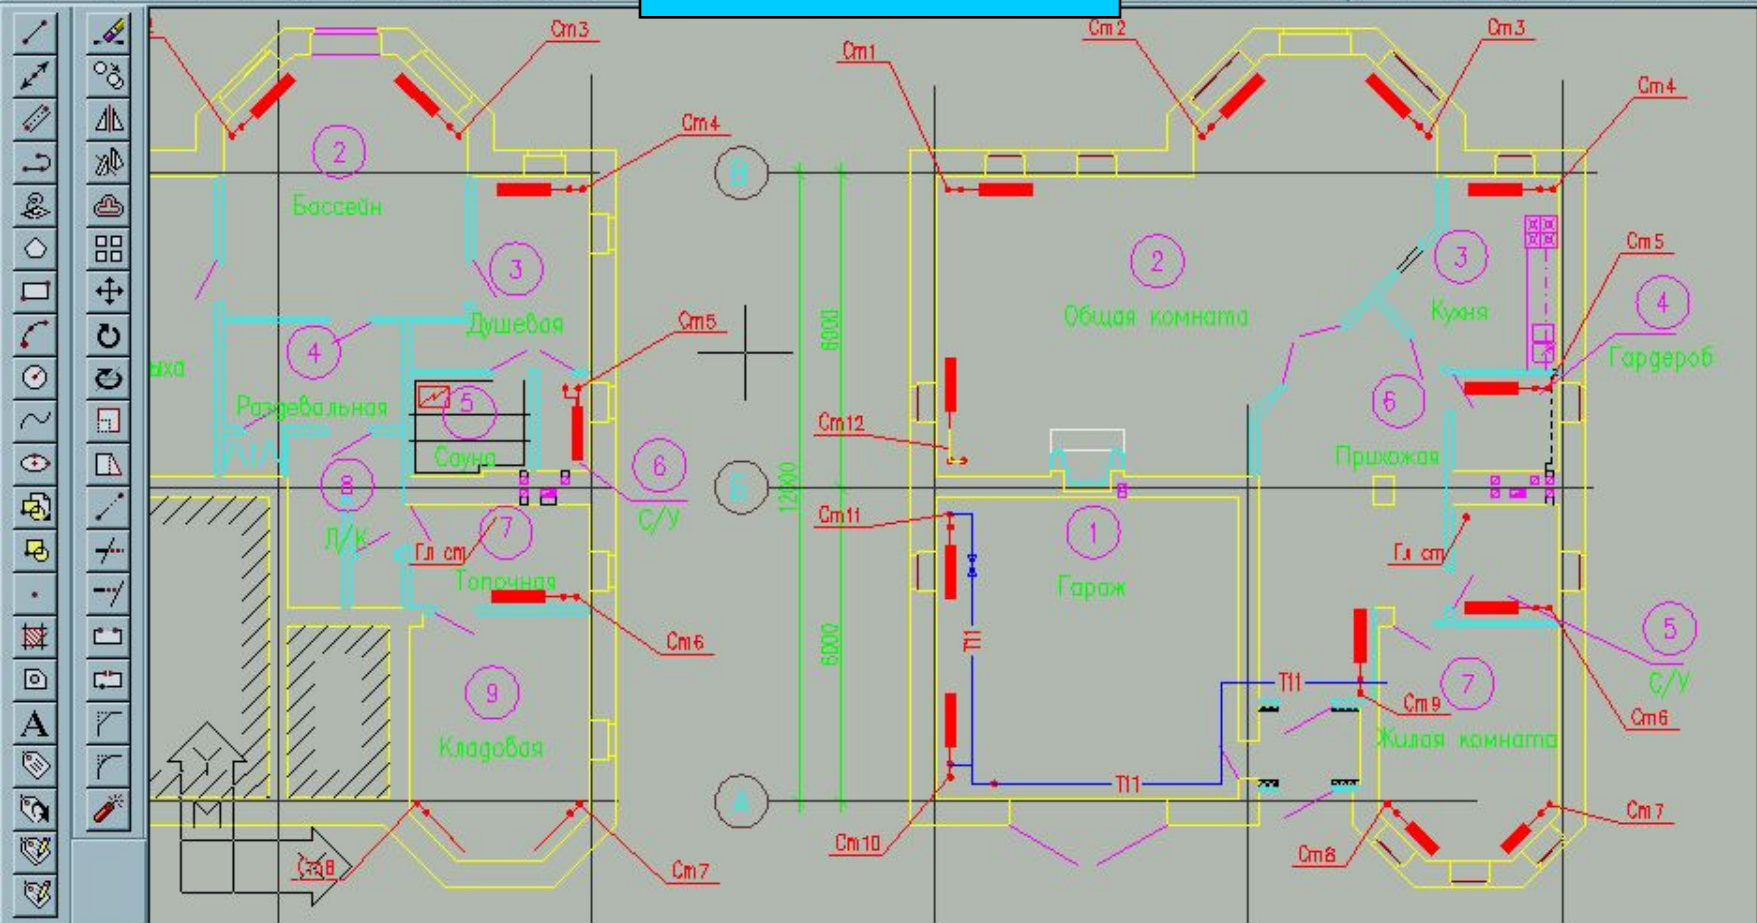 Ст3
Ст4
2
Бассейн
3
Душевая
4
Раздевальная
ыха
Ст5
5
Сауна
6
С/У
8
Л/К
7
Гл ст
Топочная
Ст6
9
Кладовая
Ст8
Ст7
Y
M
X
A
В
Б
А
6000
12000
6000
Ст1
Ст2
Ст3
Ст4
2
Общая комната
3
Кухня
Ст5
4
Гардероб
6
Прихожая
Ст12
Ст11
1
Гараж
Гл ст
5
С/У
Т11
Т11
Т11
Ст9
7
Жилая комната
Ст6
Ст10
Ст8
Ст7